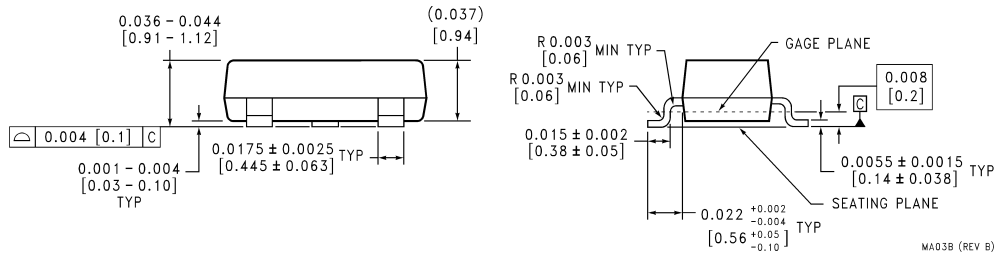 0.036 - 0.044
[0.91 - 1.12]
(0.037)
[0.94]
⌓ 0.004 [0.1] C
0.001 - 0.004
[0.03 - 0.10]
TYP
0.0175 ± 0.0025
[0.445 ± 0.063]
TYP
R 0.003
[0.06]
MIN TYP
R 0.003
[0.06]
MIN TYP
GAGE PLANE
0.008
[0.2]
C
0.015 ± 0.002
[0.38 ± 0.05]
0.0055 ± 0.0015
[0.14 ± 0.038]
TYP
SEATING PLANE
0.022 +0.002 -0.004
[0.56 +0.05 -0.10]
TYP
MA03B (REV B)